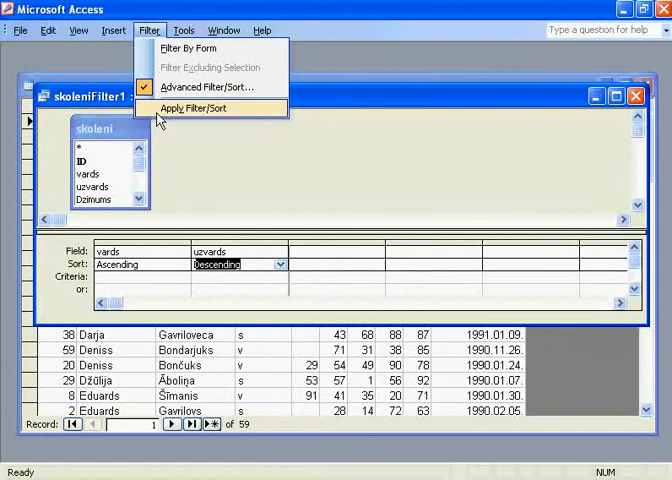 Microsoft Access
File Edit View Insert Filter Tools Window Help
Type a question for help
Filter By Form
Filter Excluding Selection
Advanced Filter/Sort...
Apply Filter/Sort
skoleniFilter1 :
skoleni
*
ID
vards
uzvards
Dzimums
Field: vards uzvards
Sort: Ascending Descending
Criteria:
or:
38 Darja Gavriloveca s 43 68 88 87 1991.01.09.
59 Deniss Bondarjuks v 71 31 38 85 1990.11.26.
20 Deniss Bončuks v 29 54 49 90 78 1990.01.24.
29 Džūlija Āboliņa s 53 57 1 56 92 1990.01.07.
8 Eduards Šīmanis v 91 41 35 20 71 1990.01.30.
2 Eduards Gavrilovs s 28 14 72 63 1990.02.05.
Record: 1 of 59
Ready NUM